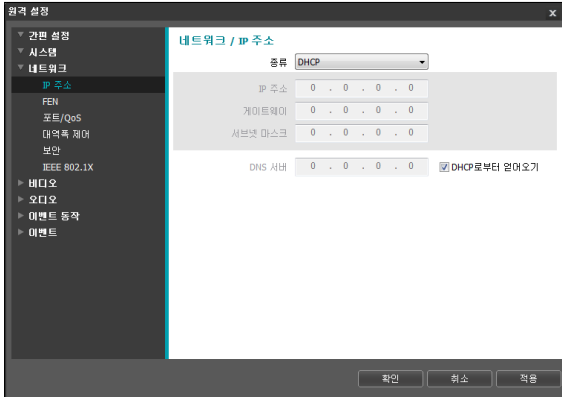 원격 설정 x
간편 설정
시스템
네트워크
IP 주소
FEN
포트/QoS
대역폭 제어
보안
IEEE 802.1X
비디오
오디오
이벤트 동작
이벤트
네트워크 / IP 주소
종류 DHCP
IP 주소 0 . 0 . 0 . 0
게이트웨이 0 . 0 . 0 . 0
서브넷 마스크 0 . 0 . 0 . 0
DNS 서버 0 . 0 . 0 . 0 DHCP로부터 얻어오기
확인 취소 적용